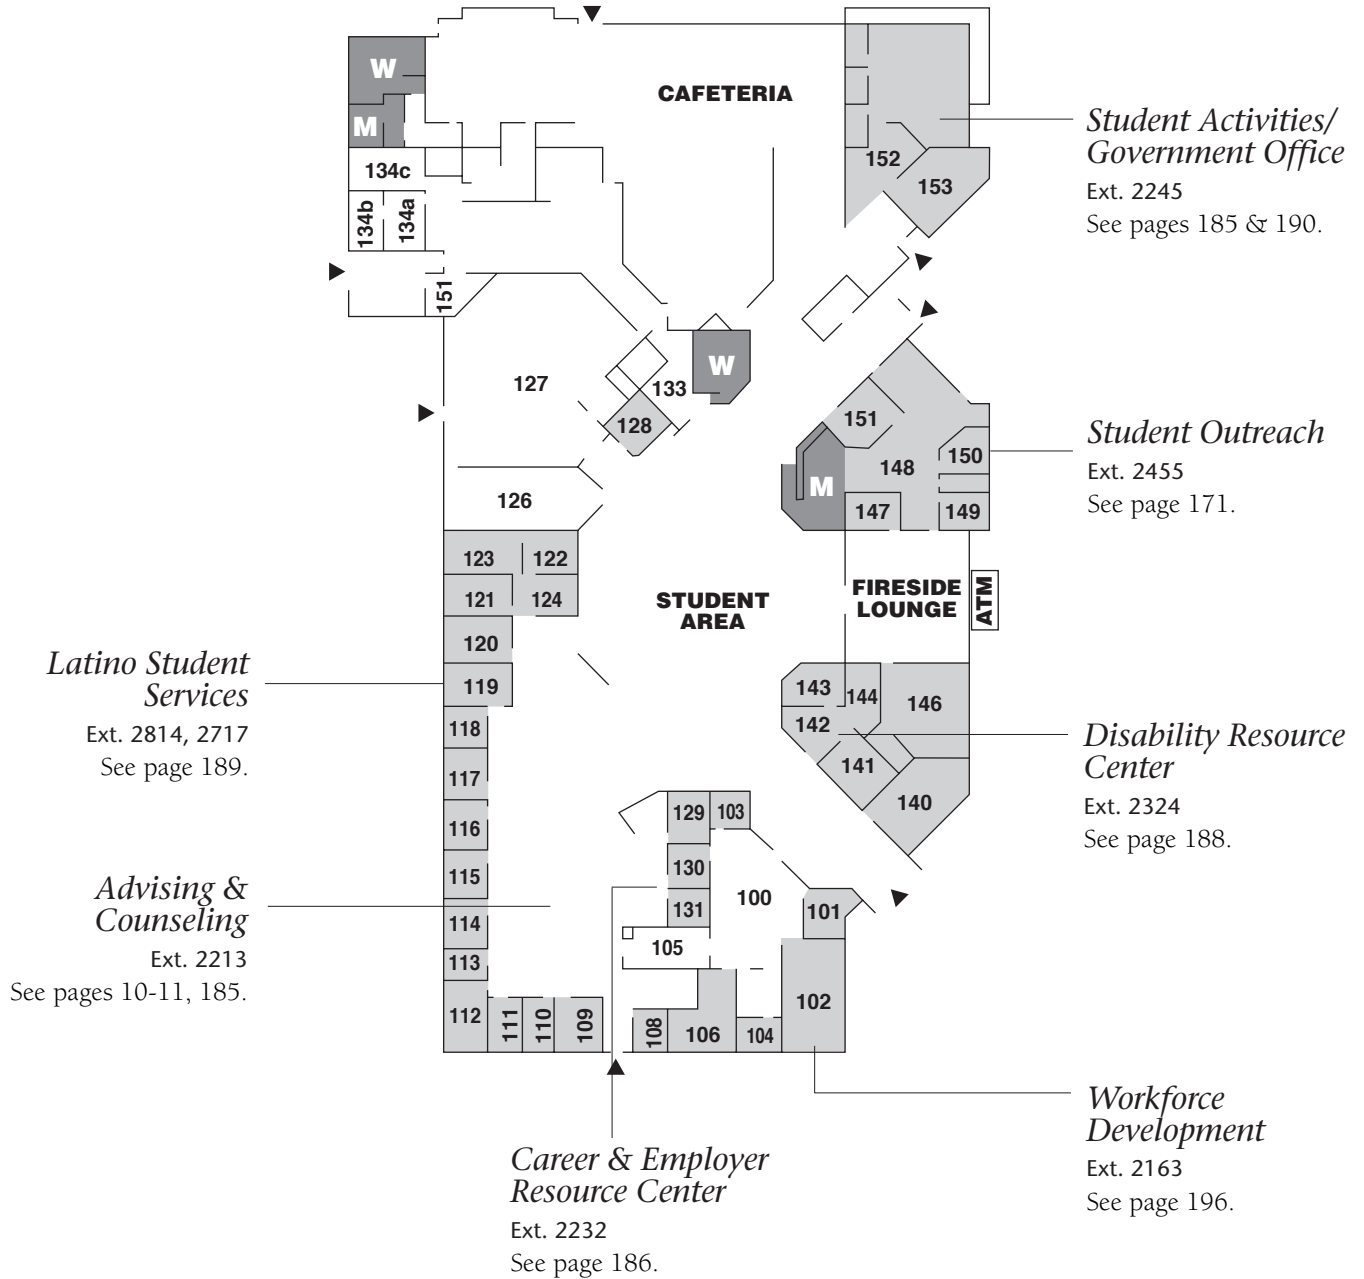 W
CAFETERIA
M
134c
134b
134a
151
152
153
Student Activities/
Government Office
Ext. 2245
See pages 185 & 190.
127
133
W
128
126
151
148
150
M
147
149
Student Outreach
Ext. 2455
See page 171.
123
122
121
124
120
119
118
117
116
115
114
113
112
111
110
109
STUDENT
AREA
FIRESIDE
LOUNGE
ATM
Latino Student
Services
Ext. 2814, 2717
See page 189.
143
144
146
142
141
140
Disability Resource
Center
Ext. 2324
See page 188.
129
103
130
131
100
101
105
102
108
106
104
Advising &
Counseling
Ext. 2213
See pages 10-11, 185.
Workforce
Development
Ext. 2163
See page 196.
Career & Employer
Resource Center
Ext. 2232
See page 186.